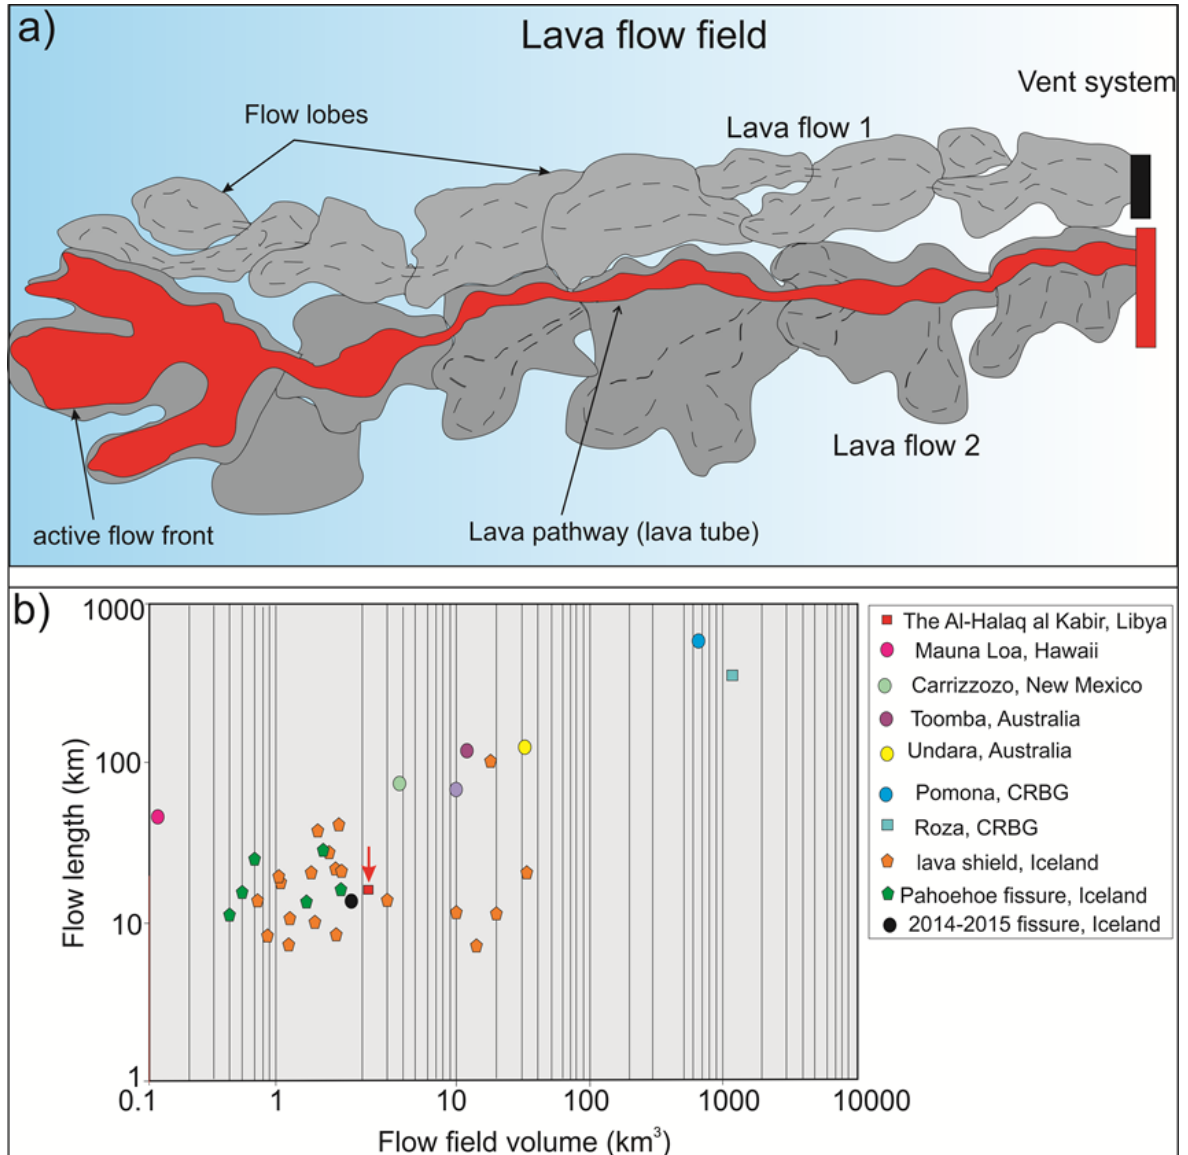 a)
Lava flow field
Vent system
Flow lobes
Lava flow 1
Lava flow 2
active flow front
Lava pathway (lava tube)
b)
1000
100
10
1
Flow length (km)
0.1
1
10
100
1000
10000
Flow field volume (km³)
The Al-Halaq al Kabir, Libya
Mauna Loa, Hawaii
Carrizzozo, New Mexico
Toomba, Australia
Undara, Australia
Pomona, CRBG
Roza, CRBG
lava shield, Iceland
Pahoehoe fissure, Iceland
2014-2015 fissure, Iceland